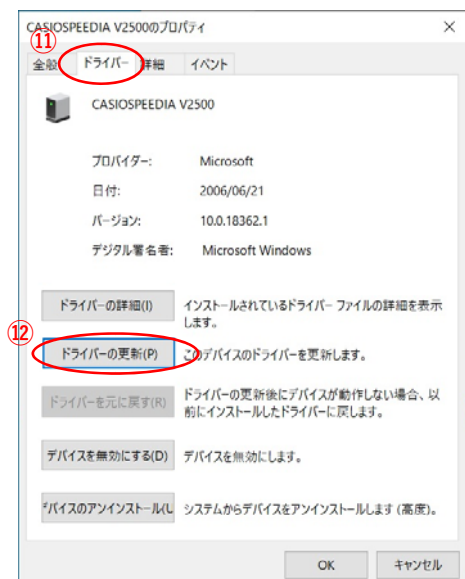 CASIOSPEEDIA V2500のプロパティ
⑪
全般 ドライバー 詳細 イベント
CASIOSPEEDIA V2500
プロバイダー: Microsoft
日付: 2006/06/21
バージョン: 10.0.18362.1
デジタル署名者: Microsoft Windows
ドライバーの詳細(I) インストールされているドライバー ファイルの詳細を表示
します。
⑫
ドライバーの更新(P) このデバイスのドライバーを更新します。
ドライバーを元に戻す(R) ドライバーの更新後にデバイスが動作しない場合、以
前にインストールしたドライバーに戻します。
デバイスを無効にする(D) デバイスを無効にします。
デバイスのアンインストール(U システムからデバイスをアンインストールします (高度)。
OK キャンセル